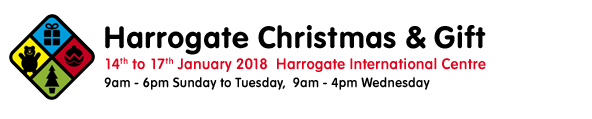 Harrogate Christmas & Gift
14th to 17th January 2018  Harrogate International Centre
9am - 6pm Sunday to Tuesday,  9am - 4pm Wednesday